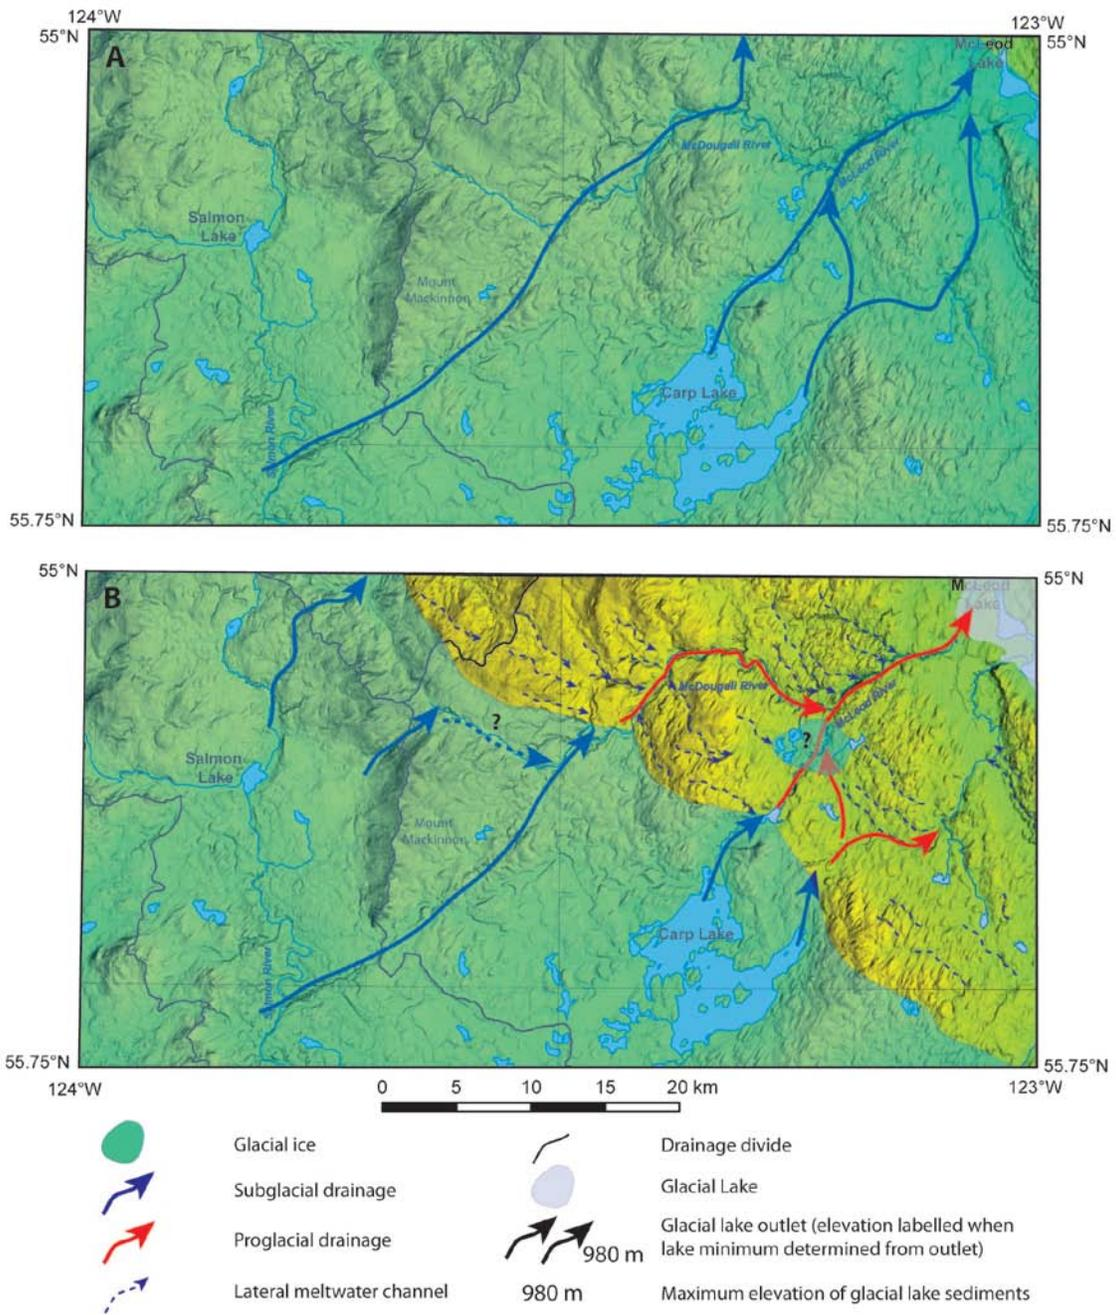 124°W
123°W
55°N
55°N
A
McLeod
Lake
McDougall River
McLeod River
Salmon
Lake
Mount
Mackinnon
Carp Lake
Salmon River
55.75°N
55.75°N
55°N
55°N
B
McLeod
Lake
McDougall River
McLeod River
?
?
Salmon
Lake
Mount
Mackinnon
Carp Lake
Salmon River
55.75°N
55.75°N
124°W
123°W
0 5 10 15 20 km
Glacial ice
Drainage divide
Subglacial drainage
Glacial Lake
Proglacial drainage
980 m
Glacial lake outlet (elevation labelled when
lake minimum determined from outlet)
Lateral meltwater channel
980 m
Maximum elevation of glacial lake sediments